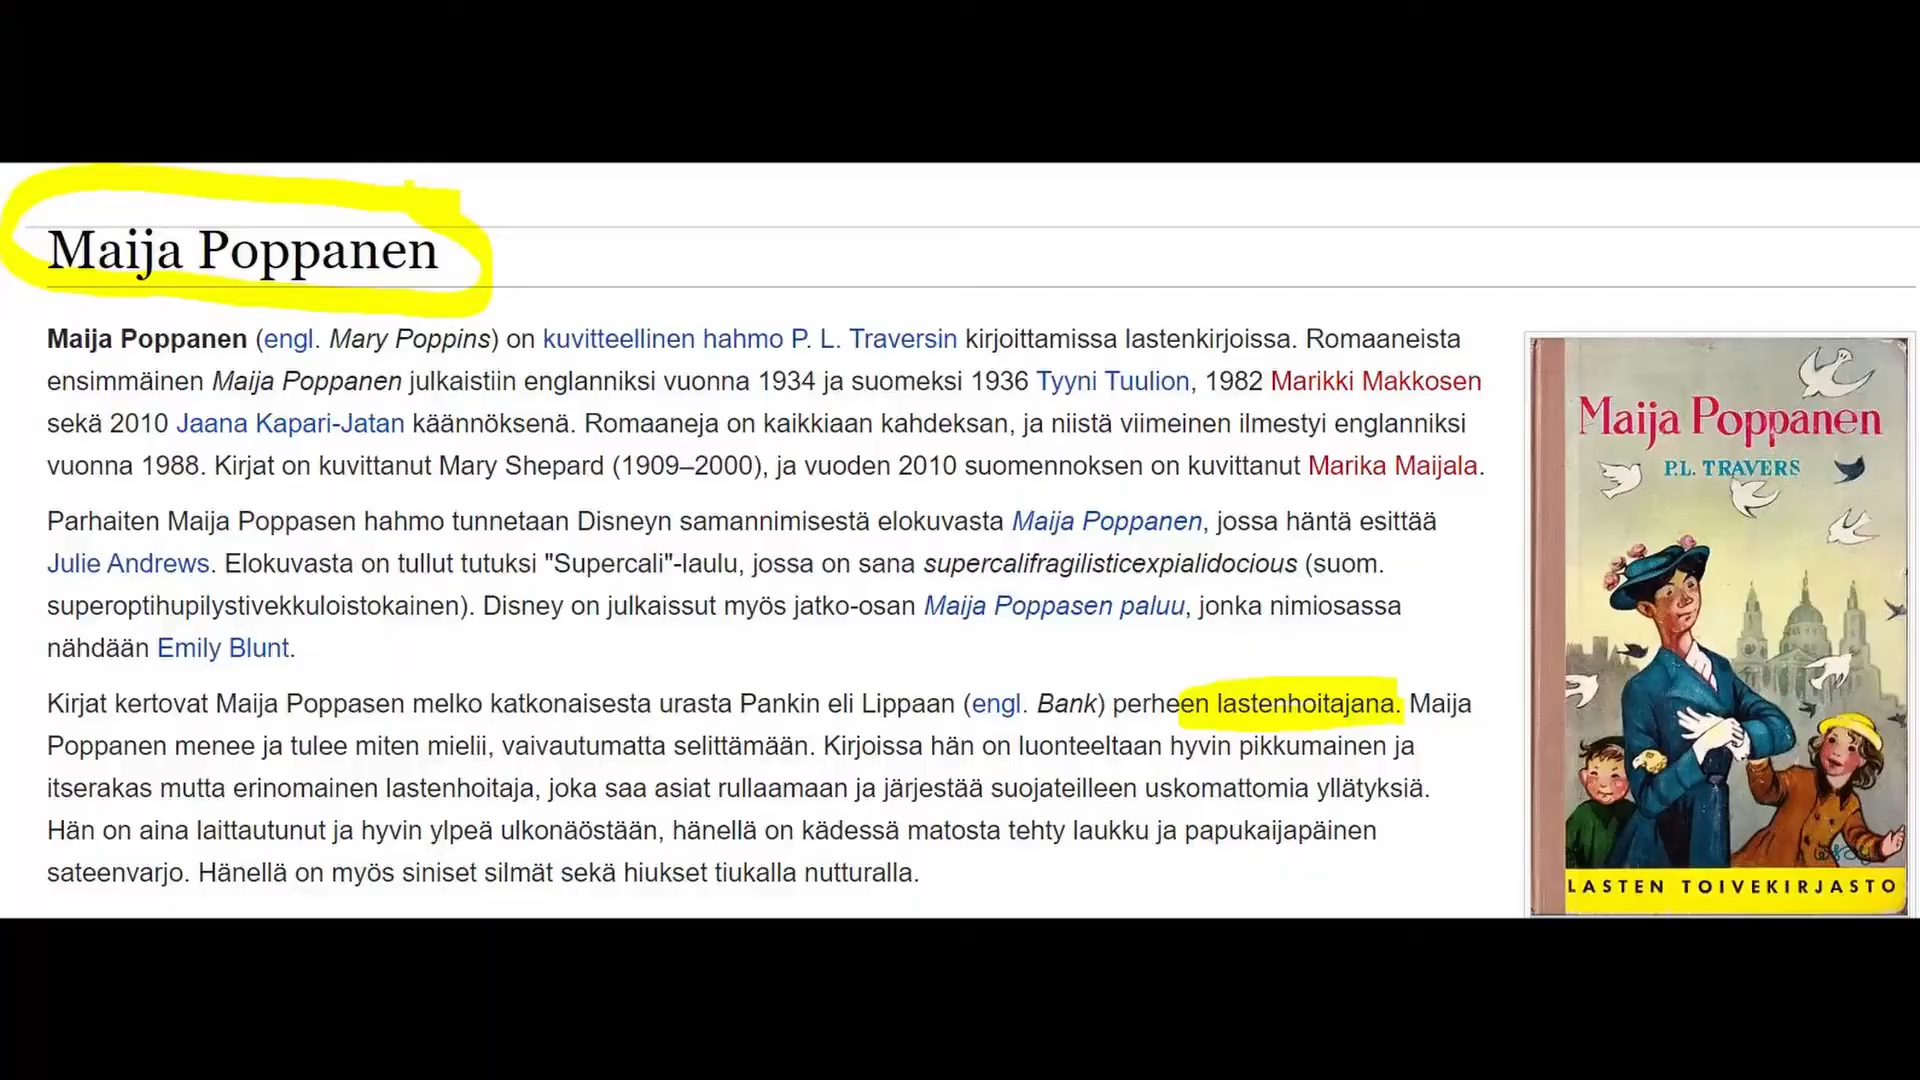 Maija Poppanen
Maija Poppanen (engl. Mary Poppins) on kuvitteellinen hahmo P. L. Traversin kirjoittamissa lastenkirjoissa. Romaaneista
ensimmäinen Maija Poppanen julkaistiin englanniksi vuonna 1934 ja suomeksi 1936 Tyyni Tuulion, 1982 Marikki Makkosen
sekä 2010 Jaana Kapari-Jatan käännöksenä. Romaaneja on kaikkiaan kahdeksan, ja niistä viimeinen ilmestyi englanniksi
vuonna 1988. Kirjat on kuvittanut Mary Shepard (1909–2000), ja vuoden 2010 suomennoksen on kuvittanut Marika Maijala.
Parhaiten Maija Poppasen hahmo tunnetaan Disneyn samannimisestä elokuvasta Maija Poppanen, jossa häntä esittää
Julie Andrews. Elokuvasta on tullut tutuksi "Supercali"-laulu, jossa on sana supercalifragilisticexpialidocious (suom.
superoptihupilystivekkuloistokainen). Disney on julkaissut myös jatko-osan Maija Poppasen paluu, jonka nimiosassa
nähdään Emily Blunt.
Kirjat kertovat Maija Poppasen melko katkonaisesta urasta Pankin eli Lippaan (engl. Bank) perheen lastenhoitajana. Maija
Poppanen menee ja tulee miten mielii, vaivautumatta selittämään. Kirjoissa hän on luonteeltaan hyvin pikkumainen ja
itserakas mutta erinomainen lastenhoitaja, joka saa asiat rullaamaan ja järjestää suojateilleen uskomattomia yllätyksiä.
Hän on aina laittautunut ja hyvin ylpeä ulkonäöstään, hänellä on kädessä matosta tehty laukku ja papukaijapäinen
sateenvarjo. Hänellä on myös siniset silmät sekä hiukset tiukalla nutturalla.
Maija Poppanen
P.L. TRAVERS
LASTEN TOIVEKIRJASTO